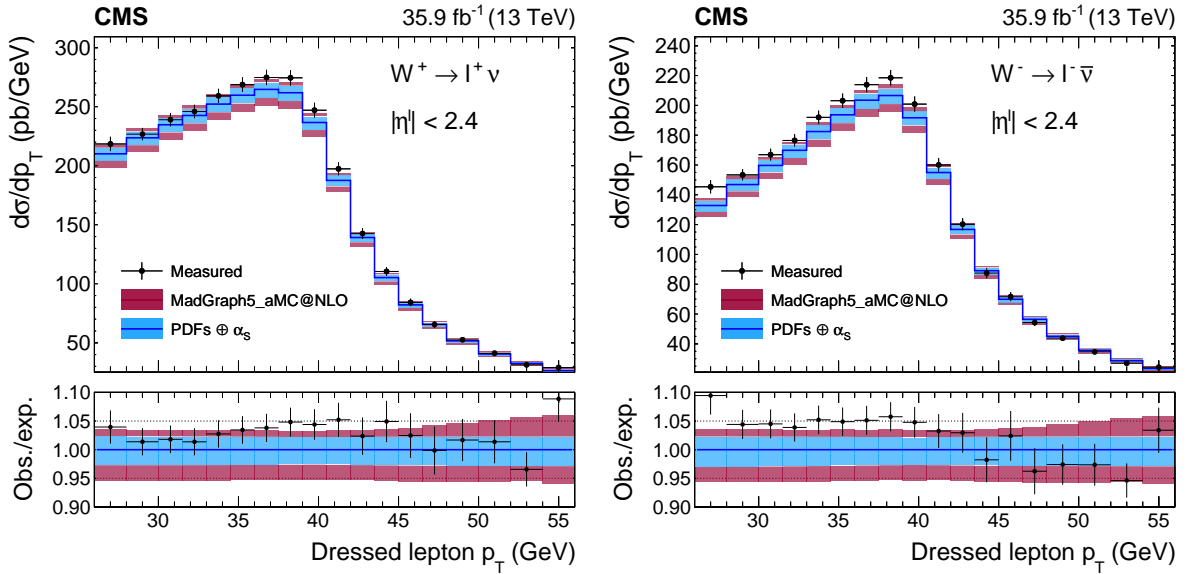 CMS 35.9 fb⁻¹ (13 TeV)
dσ/dp_T (pb/GeV)
300
250
200
150
100
50
W⁺ → l⁺ ν
|ηˡ| < 2.4
Measured
MadGraph5_aMC@NLO
PDFs ⊕ α_s
Obs./exp.
1.10
1.05
1.00
0.95
0.90
30 35 40 45 50 55
Dressed lepton p_T (GeV)
CMS 35.9 fb⁻¹ (13 TeV)
dσ/dp_T (pb/GeV)
240
220
200
180
160
140
120
100
80
60
40
W⁻ → l⁻ ν̄
|ηˡ| < 2.4
Measured
MadGraph5_aMC@NLO
PDFs ⊕ α_s
Obs./exp.
1.10
1.05
1.00
0.95
0.90
30 35 40 45 50 55
Dressed lepton p_T (GeV)